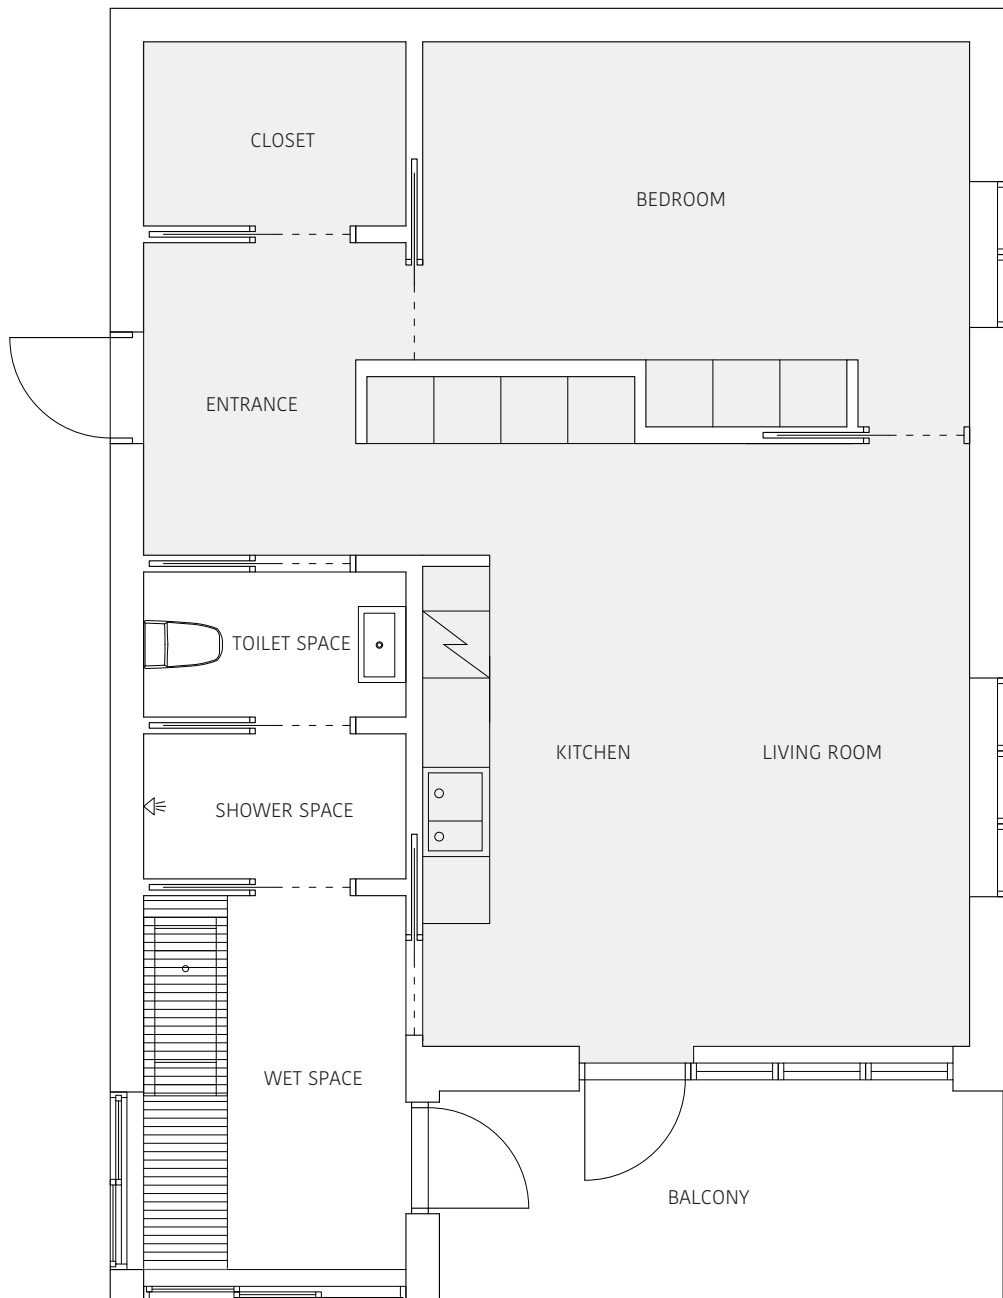 CLOSET
BEDROOM
ENTRANCE
TOILET SPACE
KITCHEN
LIVING ROOM
SHOWER SPACE
WET SPACE
BALCONY